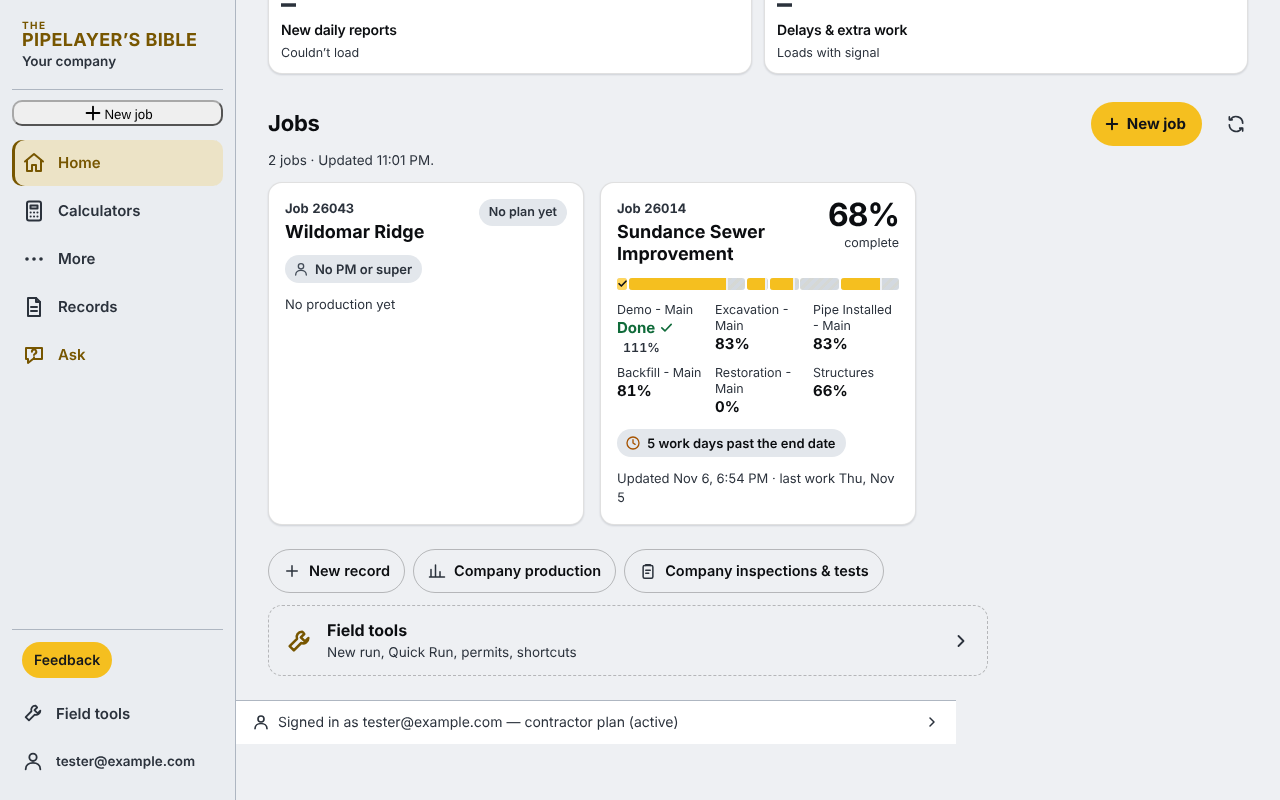 THE
PIPELAYER’S BIBLE
Your company
New job
Home
Calculators
More
Records
Ask
Feedback
Field tools
tester@example.com
New daily reports
Couldn’t load
Delays & extra work
Loads with signal
Jobs
New job
2 jobs · Updated 11:01 PM.
Job 26043
No plan yet
Wildomar Ridge
No PM or super
No production yet
Job 26014
68%
complete
Sundance Sewer
Improvement
Demo - Main
Done
111%
Excavation -
Main
83%
Pipe Installed
- Main
83%
Backfill - Main
81%
Restoration -
Main
0%
Structures
66%
5 work days past the end date
Updated Nov 6, 6:54 PM · last work Thu, Nov
5
New record
Company production
Company inspections & tests
Field tools
New run, Quick Run, permits, shortcuts
Signed in as tester@example.com — contractor plan (active)